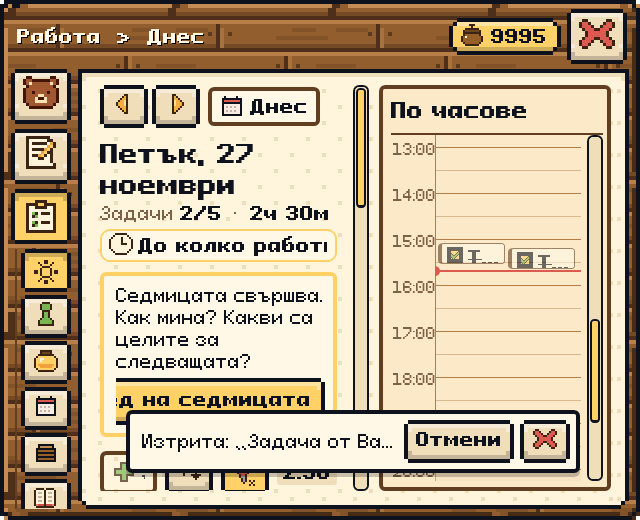 Работа > Днес
9995
Днес
Петък, 27
ноември
Задачи 2/5 · 2ч 30м
До колко работ
Седмицата свършва.
Как мина? Какви са
целите за
следващата?
д на седмицата
По часове
13:00
14:00
15:00
Т... Т...
16:00
17:00
18:00
Изтрита: „Задача от Ва...
Отмени